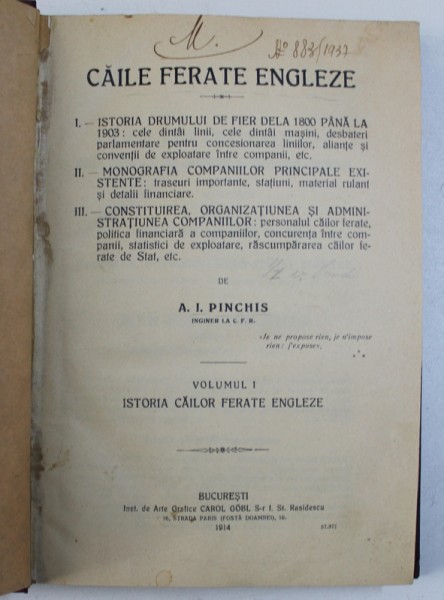 M.
No 883/1937
CĂILE FERATE ENGLEZE
I. — ISTORIA DRUMULUI DE FIER DELA 1800 PÂNĂ LA
1903: cele dintâi linii, cele dintâi mașini, desbateri
parlamentare pentru concesionarea liniilor, alianțe și
convenții de exploatare între companii, etc.
II. — MONOGRAFIA COMPANIILOR PRINCIPALE EXI-
STENTE: traseuri importante, stațiuni, material rulant
și detalii financiare.
III. — CONSTITUIREA, ORGANIZAȚIUNEA ȘI ADMINI-
STRAȚIUNEA COMPANIILOR: personalul căilor ferate,
politica financiară a companiilor, concurența între com-
panii, statistici de exploatare, răscumpărarea căilor fe-
rate de Stat, etc.
DE
A. I. PINCHIS
INGINER LA C. F. R.
«Je ne propose rien, je n'impose
rien: j'expose».
VOLUMUL I
ISTORIA CĂILOR FERATE ENGLEZE
BUCUREȘTI
Inst. de Arte Grafice CAROL GÖBL S-r I. St. Rasidescu
16, STRADA PARIS (FOSTĂ DOAMNEI), 16.
1914